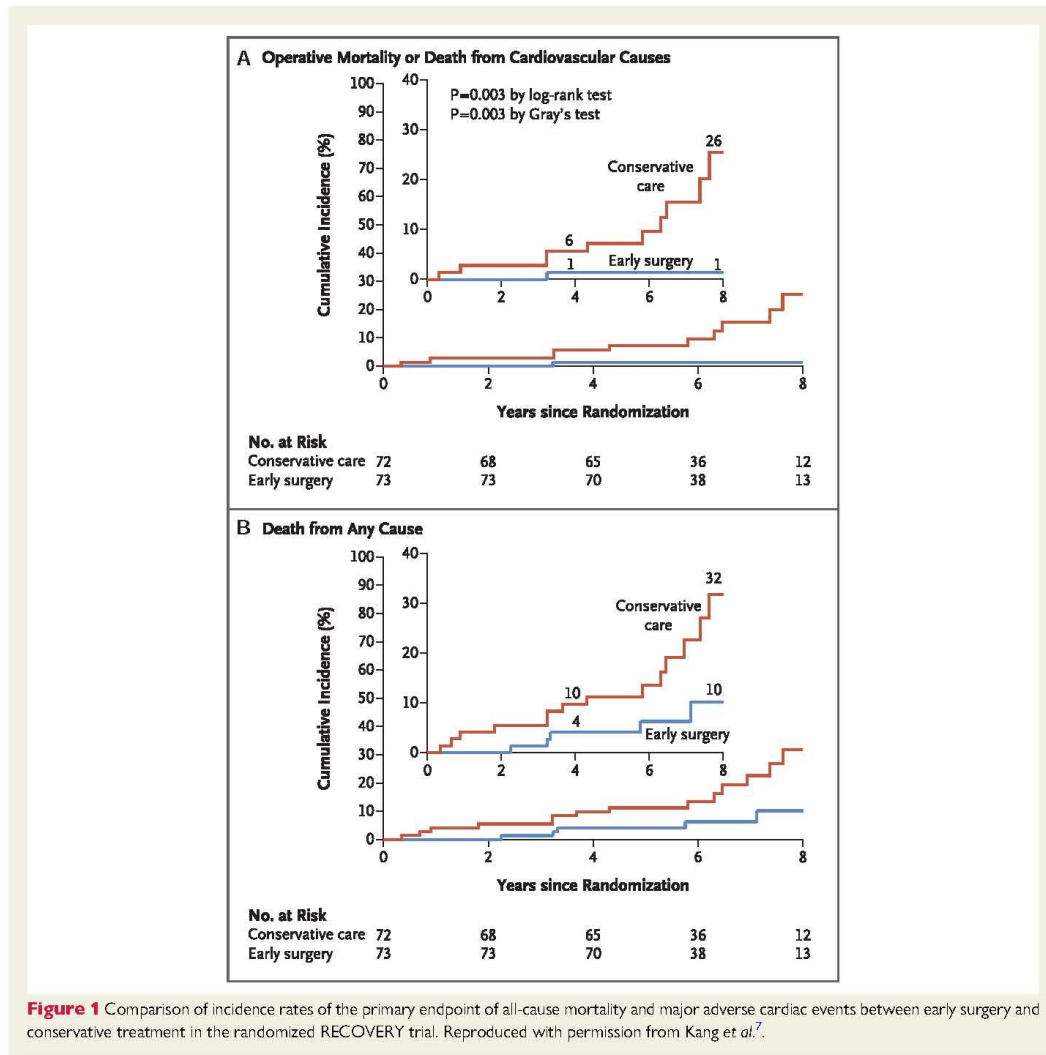 A Operative Mortality or Death from Cardiovascular Causes
Cumulative Incidence (%)
100
90
80
70
60
50
40
30
20
10
0
40
30
20
10
0
P=0.003 by log-rank test
P=0.003 by Gray's test
26
Conservative
care
6
1 Early surgery 1
0 2 4 6 8
0 2 4 6 8
Years since Randomization
No. at Risk
Conservative care 72 68 65 36 12
Early surgery 73 73 70 38 13
B Death from Any Cause
Cumulative Incidence (%)
100
90
80
70
60
50
40
30
20
10
0
40
30
20
10
0
32
Conservative
care
10 10
4
Early surgery
0 2 4 6 8
0 2 4 6 8
Years since Randomization
No. at Risk
Conservative care 72 68 65 36 12
Early surgery 73 73 70 38 13
Figure 1 Comparison of incidence rates of the primary endpoint of all-cause mortality and major adverse cardiac events between early surgery and
conservative treatment in the randomized RECOVERY trial. Reproduced with permission from Kang et al.7.